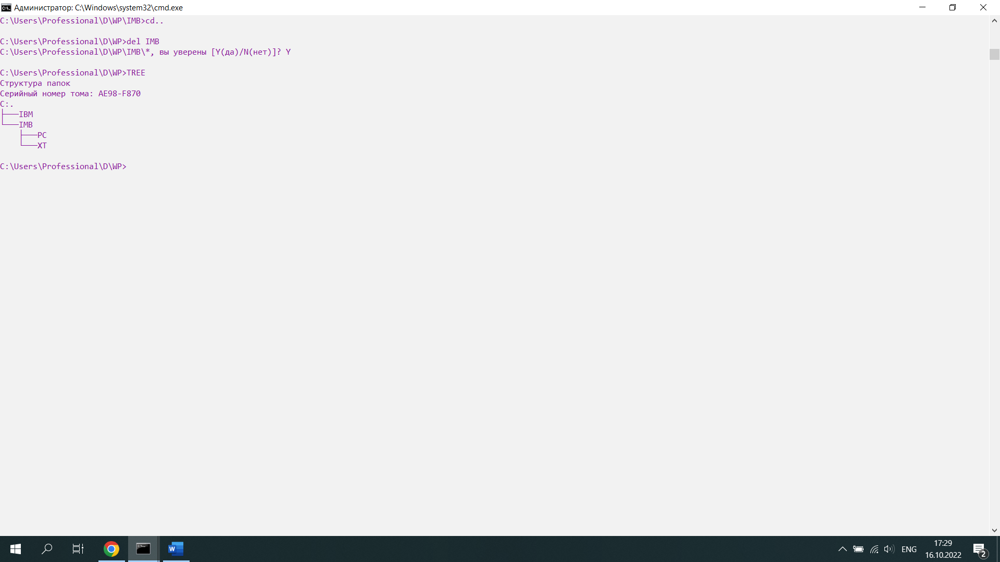 Администратор: C:\Windows\system32\cmd.exe
C:\Users\Professional\D\WP\IMB>cd..
C:\Users\Professional\D\WP>del IMB
C:\Users\Professional\D\WP\IMB\*, вы уверены [Y(да)/N(нет)]? Y
C:\Users\Professional\D\WP>TREE
Структура папок
Серийный номер тома: AE98-F870
C:.
├───IBM
└───IMB
    ├───PC
    └───XT
C:\Users\Professional\D\WP>
ENG
17:29
16.10.2022
2